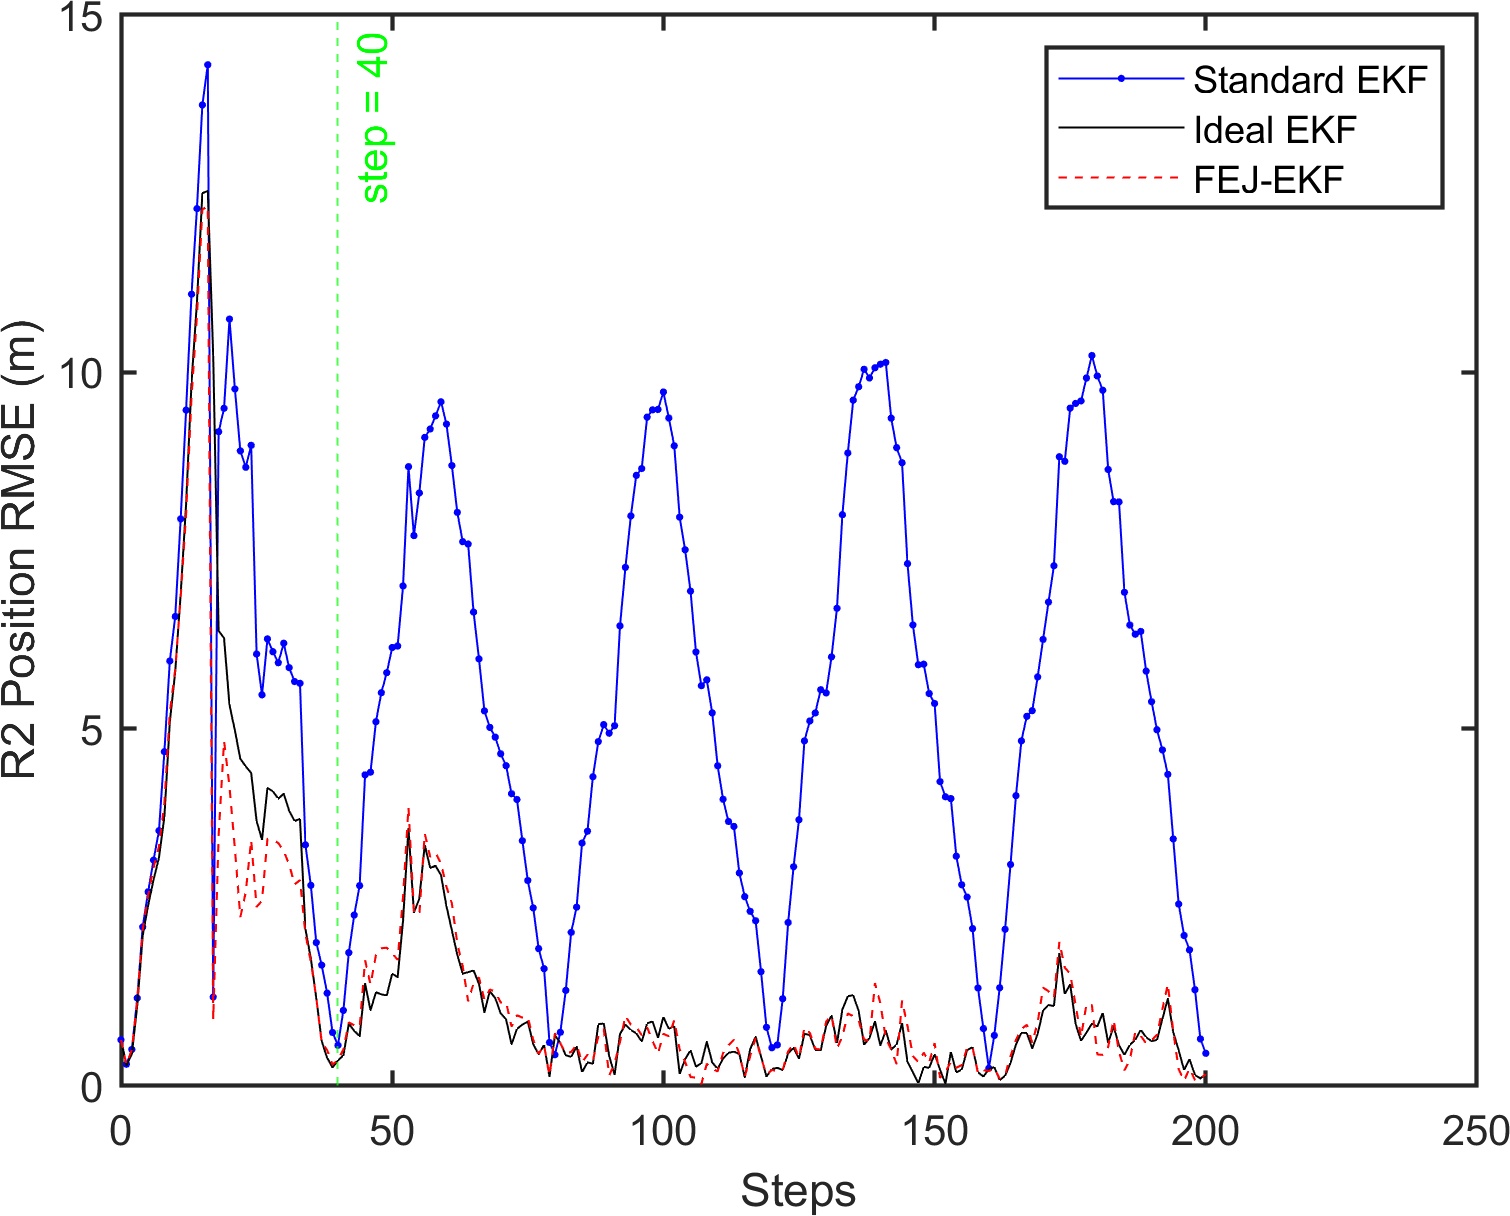 15
10
5
0
R2 Position RMSE (m)
step = 40
Standard EKF
Ideal EKF
FEJ-EKF
0 50 100 150 200 250
Steps